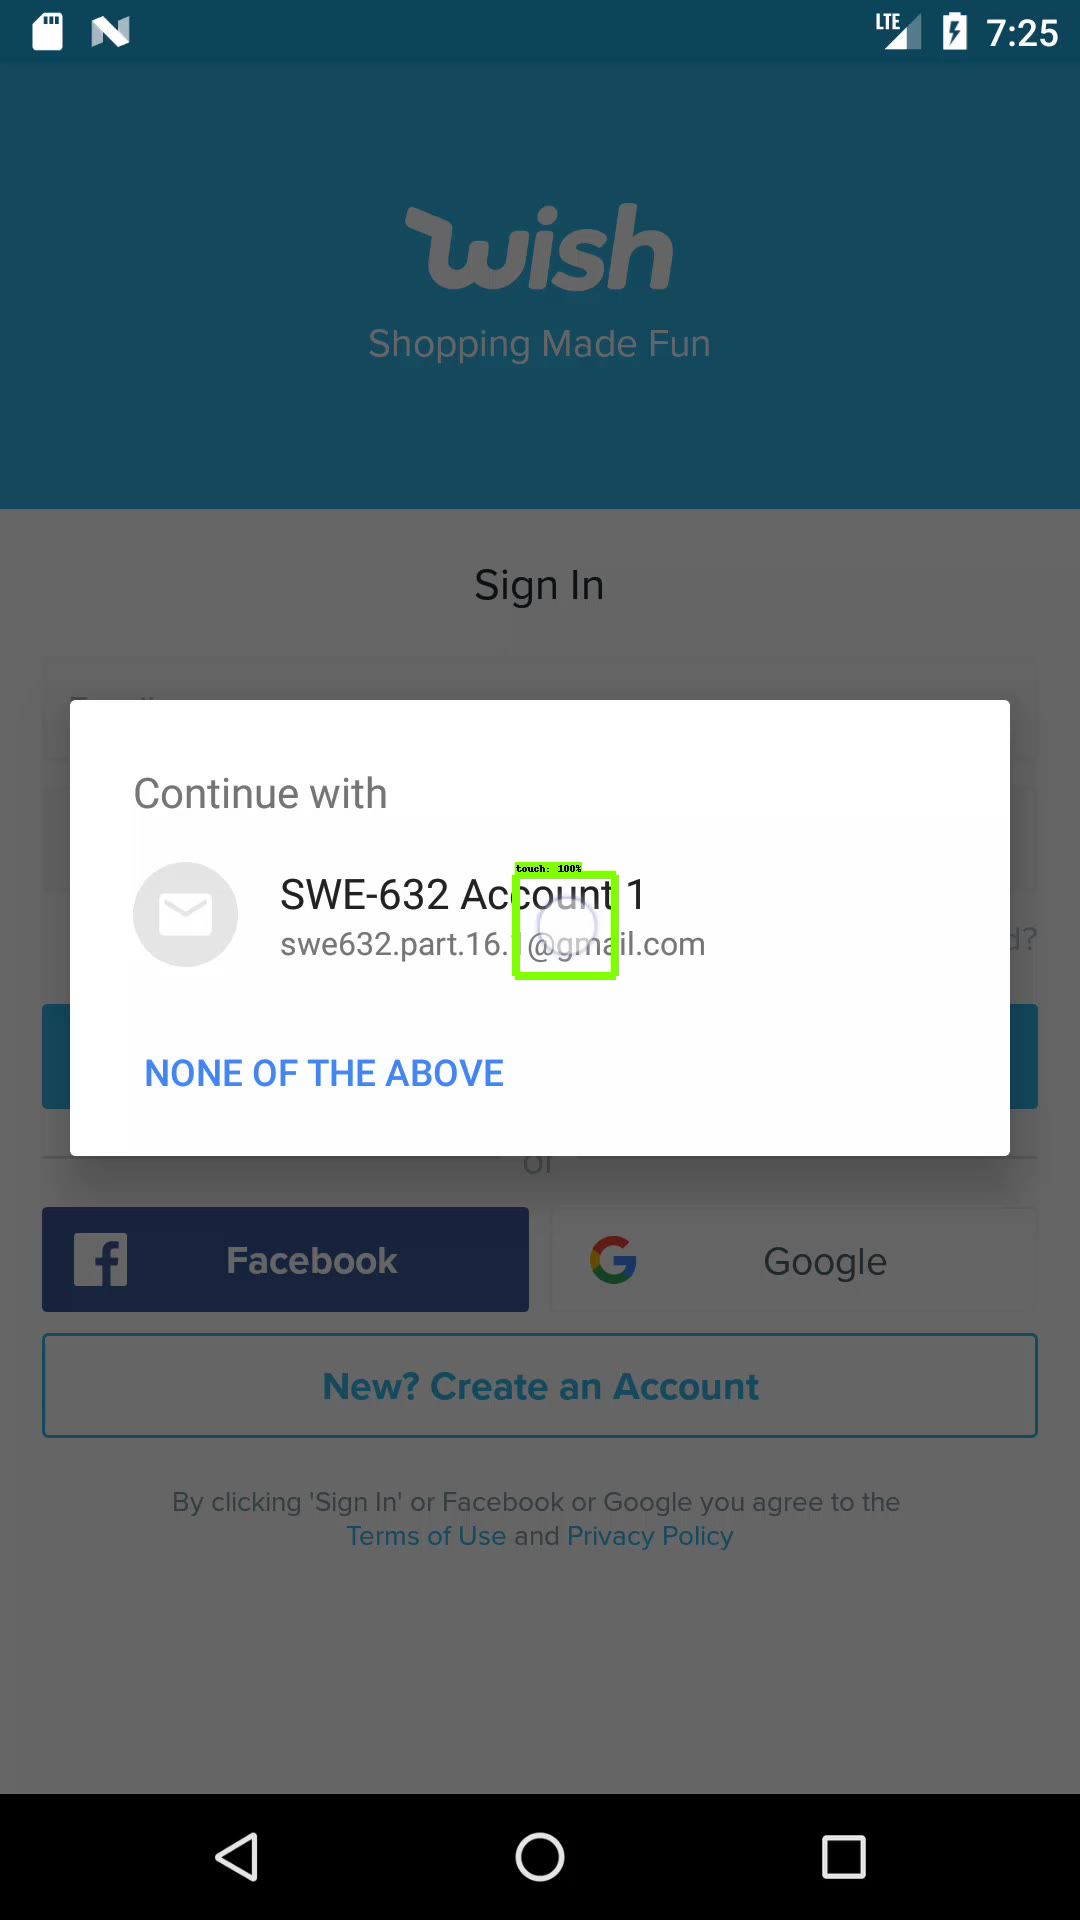 LTE 7:25
wish
Shopping Made Fun
Sign In
Continue with
touch: 100%
SWE-632 Account 1
swe632.part.16.1@gmail.com
d?
NONE OF THE ABOVE
or
Facebook
Google
New? Create an Account
By clicking 'Sign In' or Facebook or Google you agree to the
Terms of Use and Privacy Policy